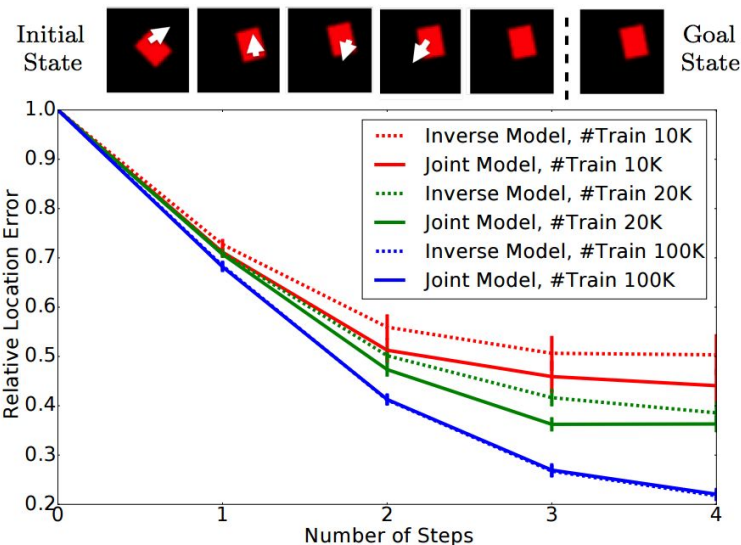 Initial
State
Goal
State
1.0
0.9
0.8
0.7
0.6
0.5
0.4
0.3
0.2
Relative Location Error
Inverse Model, #Train 10K
Joint Model, #Train 10K
Inverse Model, #Train 20K
Joint Model, #Train 20K
Inverse Model, #Train 100K
Joint Model, #Train 100K
0 1 2 3 4
Number of Steps